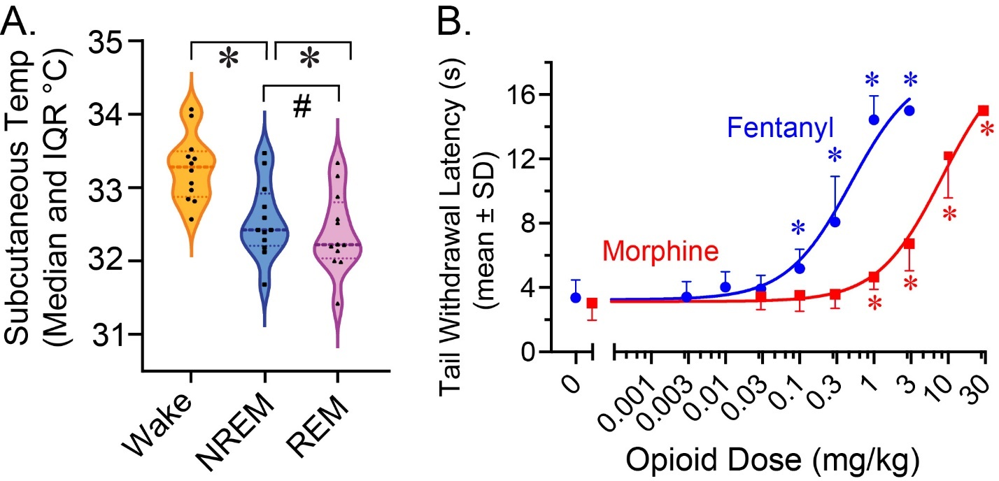 A.
Subcutaneous Temp
(Median and IQR °C)
35
34
33
32
31
*
*
#
Wake
NREM
REM
B.
Tail Withdrawal Latency (s)
(mean ± SD)
16
12
8
4
0
Fentanyl
Morphine
*
*
*
*
*
*
*
*
0
0.001
0.003
0.01
0.03
0.1
0.3
1
3
10
30
Opioid Dose (mg/kg)